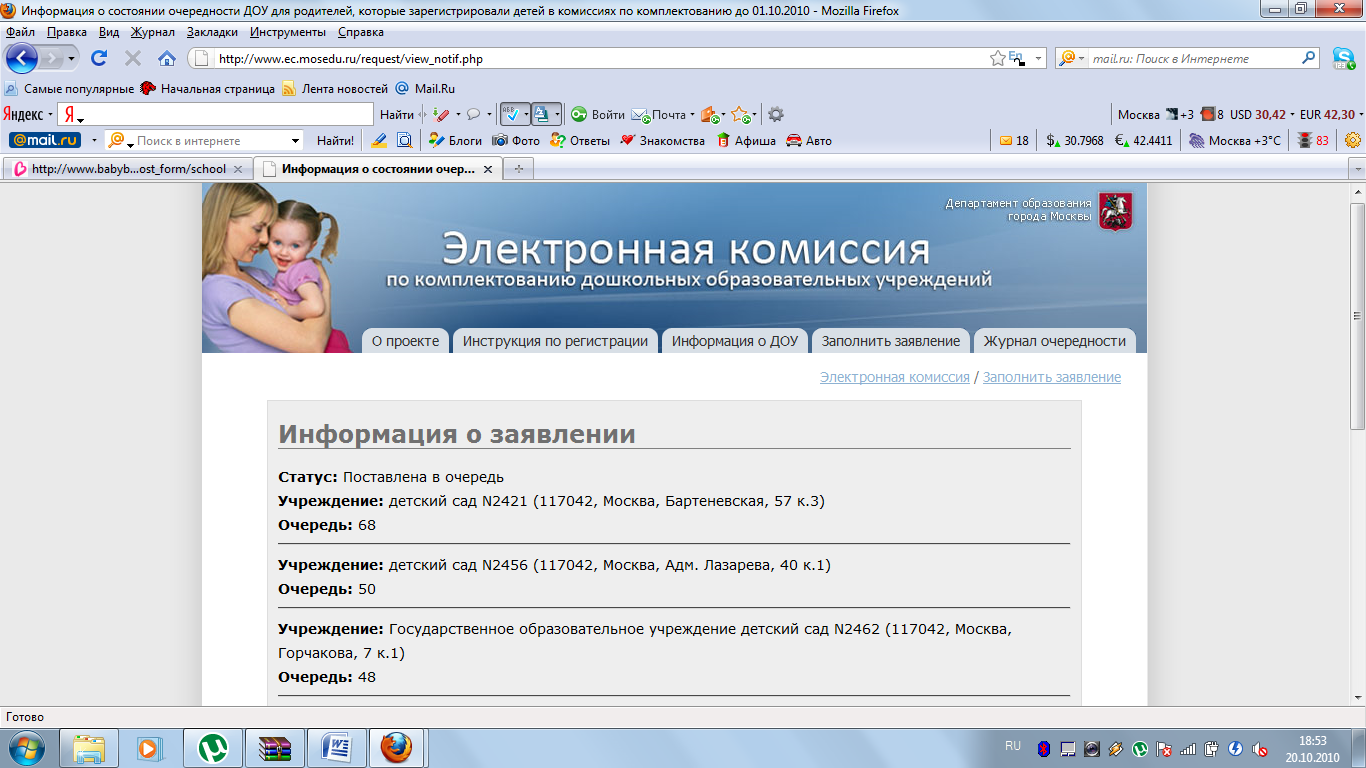 Информация о состоянии очередности ДОУ для родителей, которые зарегистрировали детей в комиссиях по комплектованию до 01.10.2010 - Mozilla Firefox
Файл Правка Вид Журнал Закладки Инструменты Справка
http://www.ec.mosedu.ru/request/view_notif.php
mail.ru: Поиск в Интернете
Самые популярные Начальная страница Лента новостей Mail.Ru
Яндекс Я Найти Войти Почта Москва +3 8 USD 30,42 EUR 42,30
@mail.ru Поиск в интернете Найти! Блоги Фото Ответы Знакомства Афиша Авто 18 $ 30.7968 € 42.4411 Москва +3°C 83
http://www.babyb...ost_form/school Информация о состоянии очер...
Департамент образования
города Москвы
Электронная комиссия
по комплектованию дошкольных образовательных учреждений
О проекте Инструкция по регистрации Информация о ДОУ Заполнить заявление Журнал очередности
Электронная комиссия / Заполнить заявление
Информация о заявлении
Статус: Поставлена в очередь
Учреждение: детский сад N2421 (117042, Москва, Бартеневская, 57 к.3)
Очередь: 68
Учреждение: детский сад N2456 (117042, Москва, Адм. Лазарева, 40 к.1)
Очередь: 50
Учреждение: Государственное образовательное учреждение детский сад N2462 (117042, Москва,
Горчакова, 7 к.1)
Очередь: 48
Готово
RU
18:53
20.10.2010